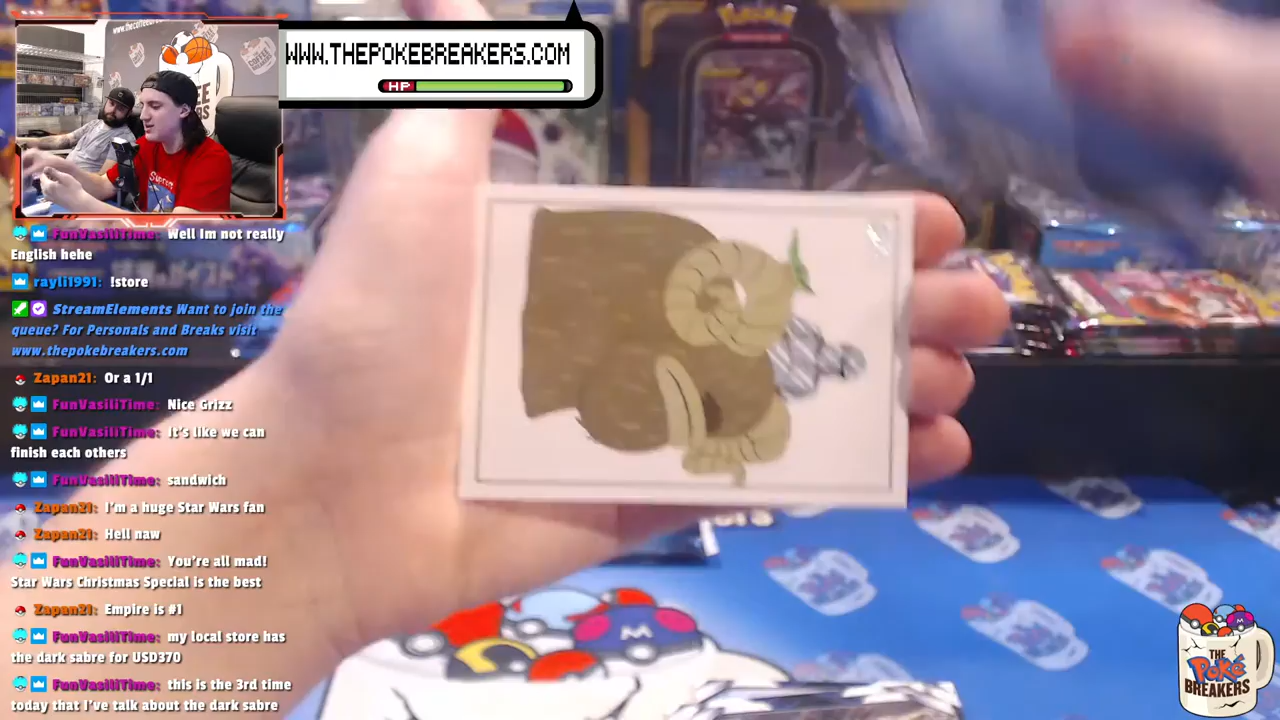 WWW.THEPOKEBREAKERS.COM
HP
FunVasiliTime: Well Im not really
English hehe
rayli1991: !store
StreamElements Want to join the
queue? For Personals and Breaks visit
www.thepokebreakers.com
Zapan21: Or a 1/1
FunVasiliTime: Nice Grizz
FunVasiliTime: It's like we can
finish each others
FunVasiliTime: sandwich
Zapan21: I'm a huge Star Wars fan
Zapan21: Hell naw
FunVasiliTime: You're all mad!
Star Wars Christmas Special is the best
Zapan21: Empire is #1
FunVasiliTime: my local store has
the dark sabre for USD370
FunVasiliTime: this is the 3rd time
today that I've talk about the dark sabre
Pokémon
M
THE
POKÉ
BREAKERS